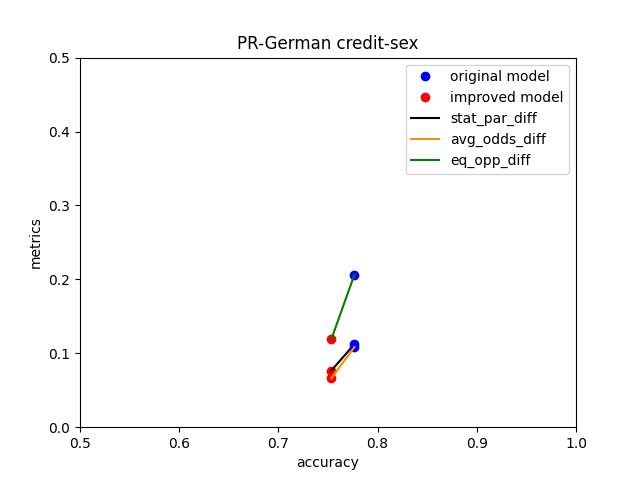 PR-German credit-sex
original model
improved model
stat_par_diff
avg_odds_diff
eq_opp_diff
metrics
0.5
0.4
0.3
0.2
0.1
0.0
0.5 0.6 0.7 0.8 0.9 1.0
accuracy